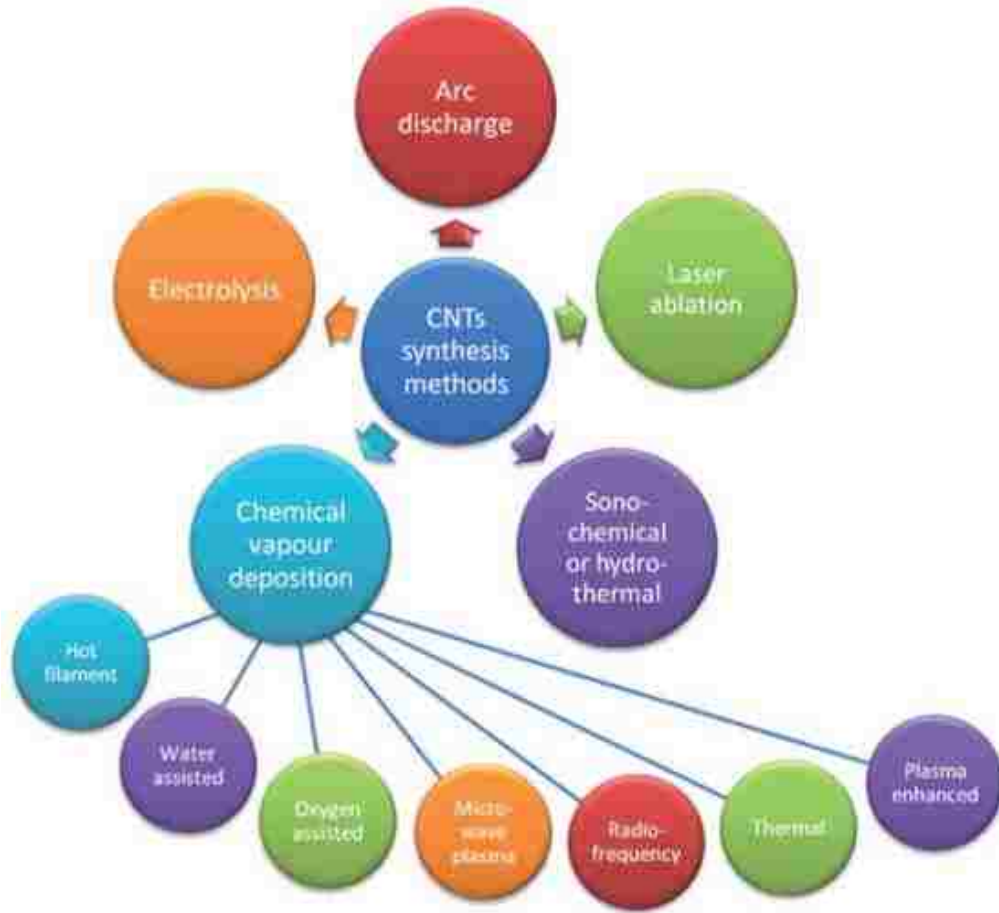 Arc
discharge
Electrolysis
Laser
ablation
CNTs
synthesis
methods
Chemical
vapour
deposition
Sono-
chemical
or hydro-
thermal
Hot
filament
Water
assisted
Oxygen
assisted
Micro-
wave
plasma
Radio-
frequency
Thermal
Plasma
enhanced